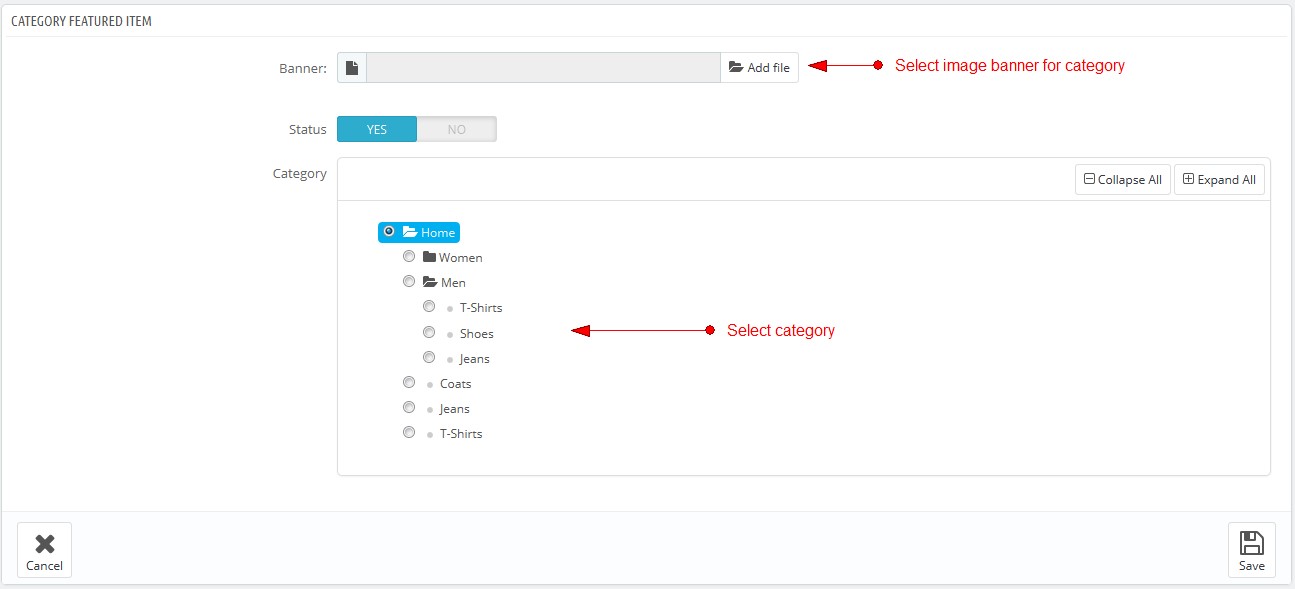 CATEGORY FEATURED ITEM
Banner: Add file Select image banner for category
Status YES NO
Category Collapse All Expand All
Home
Women
Men
T-Shirts
Shoes
Select category
Jeans
Coats
Jeans
T-Shirts
Cancel Save